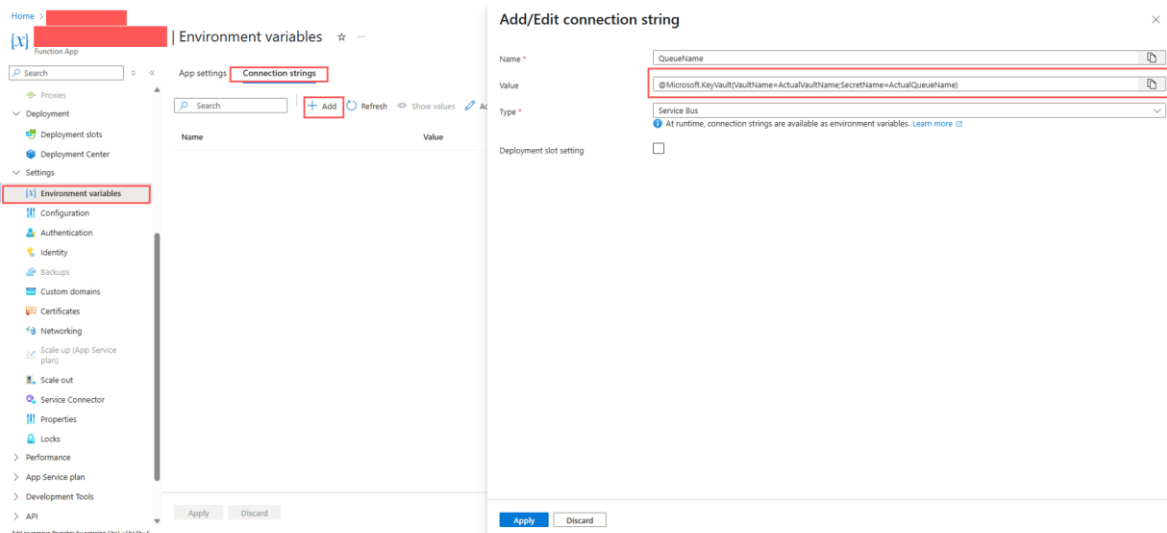 Home >
| Environment variables
Function App
Search
Proxies
Deployment
Deployment slots
Deployment Center
Settings
Environment variables
Configuration
Authentication
Identity
Backups
Custom domains
Certificates
Networking
Scale up (App Service
plan)
Scale out
Service Connector
Properties
Locks
Performance
App Service plan
Development Tools
API
App settings Connection strings
Search + Add Refresh Show values
Name Value
Apply Discard
Add/Edit connection string
Name * QueueName
Value @Microsoft.KeyVault(VaultName=ActualVaultName;SecretName=ActualQueueName)
Type * Service Bus
At runtime, connection strings are available as environment variables. Learn more
Deployment slot setting
Apply Discard